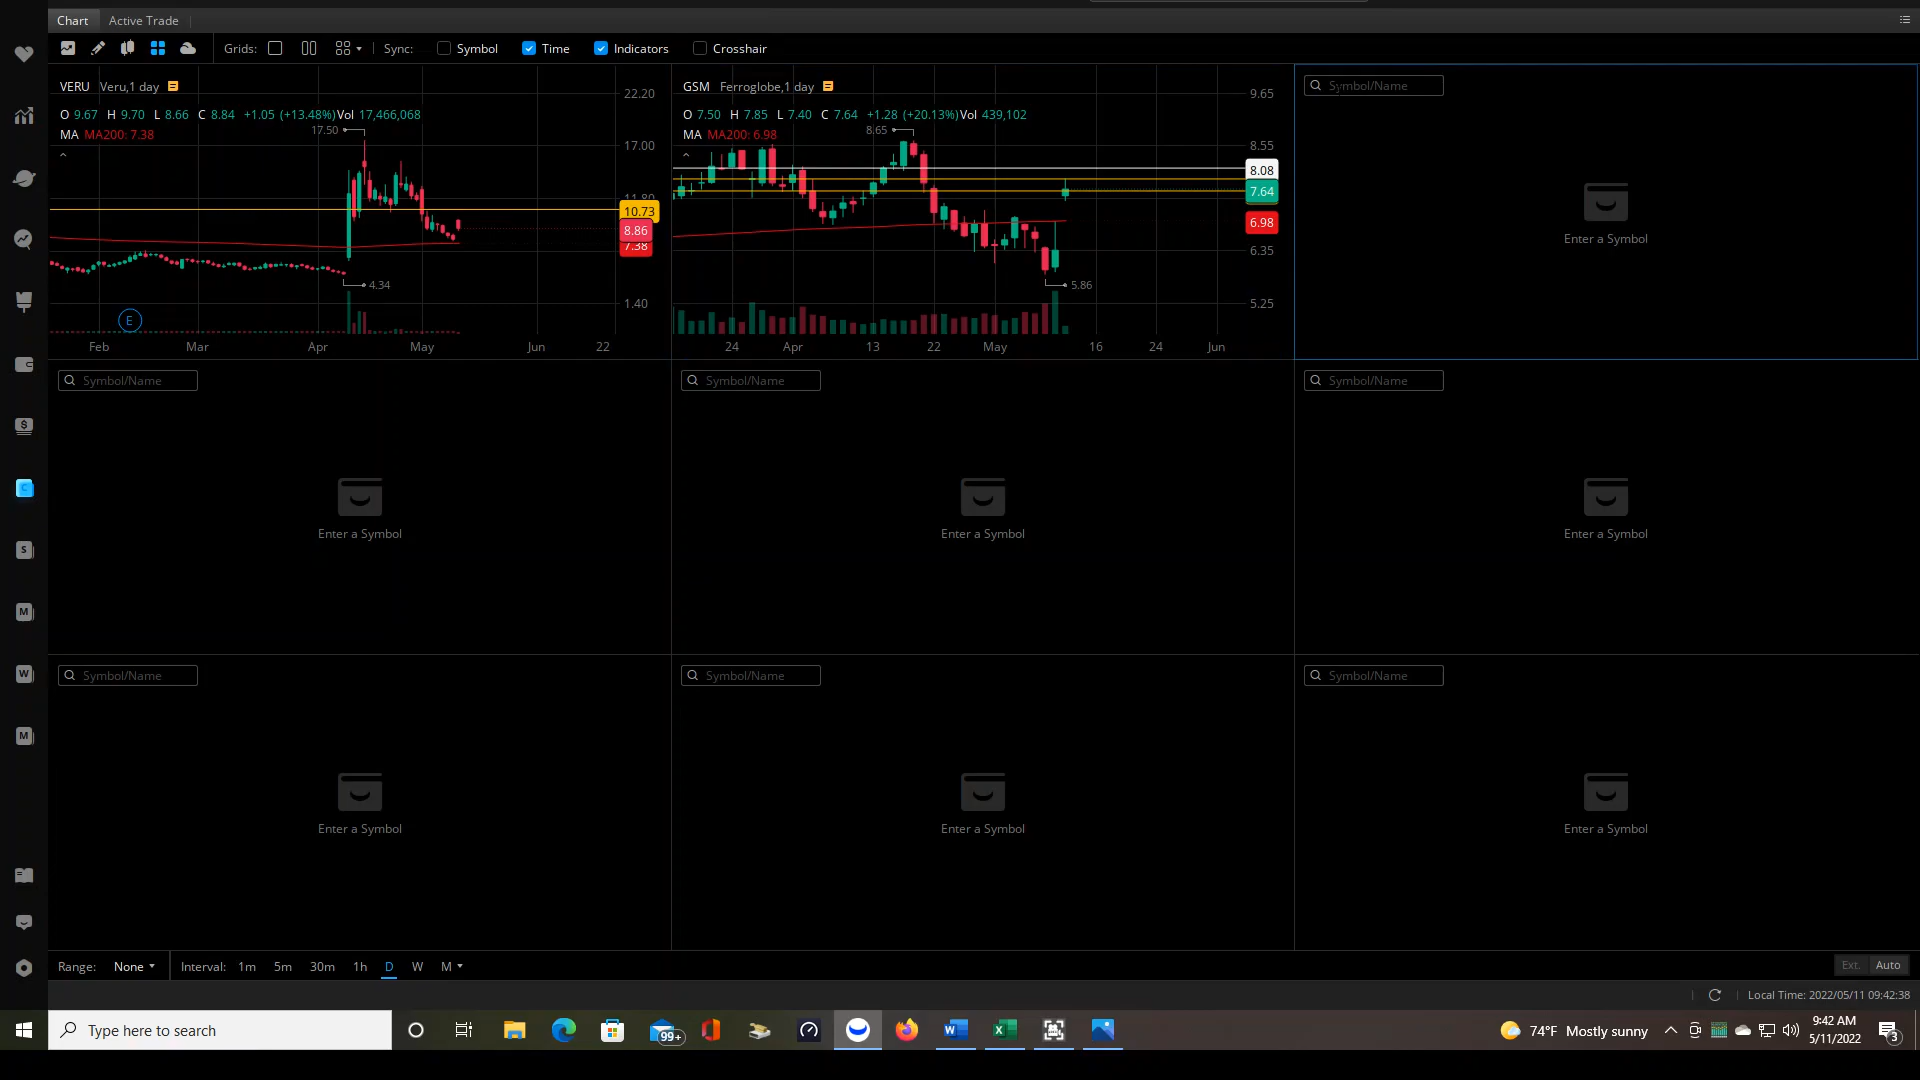 Chart Active Trade
Grids: Sync: Symbol Time Indicators Crosshair
VERU Veru,1 day
O 9.67 H 9.70 L 8.66 C 8.84 +1.05 (+13.48%)Vol 17,466,068
MA MA200: 7.38
17.50
4.34
E
22.20
17.00
11.80
10.73
8.86
7.38
1.40
Feb Mar Apr May Jun 22
GSM Ferroglobe,1 day
O 7.50 H 7.85 L 7.40 C 7.64 +1.28 (+20.13%)Vol 439,102
MA MA200: 6.98
8.65
5.86
9.65
8.55
8.08
7.64
6.98
6.35
5.25
24 Apr 13 22 May 16 24 Jun
Symbol/Name
Enter a Symbol
Symbol/Name
Enter a Symbol
Symbol/Name
Enter a Symbol
Symbol/Name
Enter a Symbol
Symbol/Name
Enter a Symbol
Symbol/Name
Enter a Symbol
Symbol/Name
Enter a Symbol
C
S
M
W
M
Range: None Interval: 1m 5m 30m 1h D W M Ext. Auto
Local Time: 2022/05/11 09:42:38
Type here to search
99+
74°F Mostly sunny
9:42 AM
5/11/2022
3